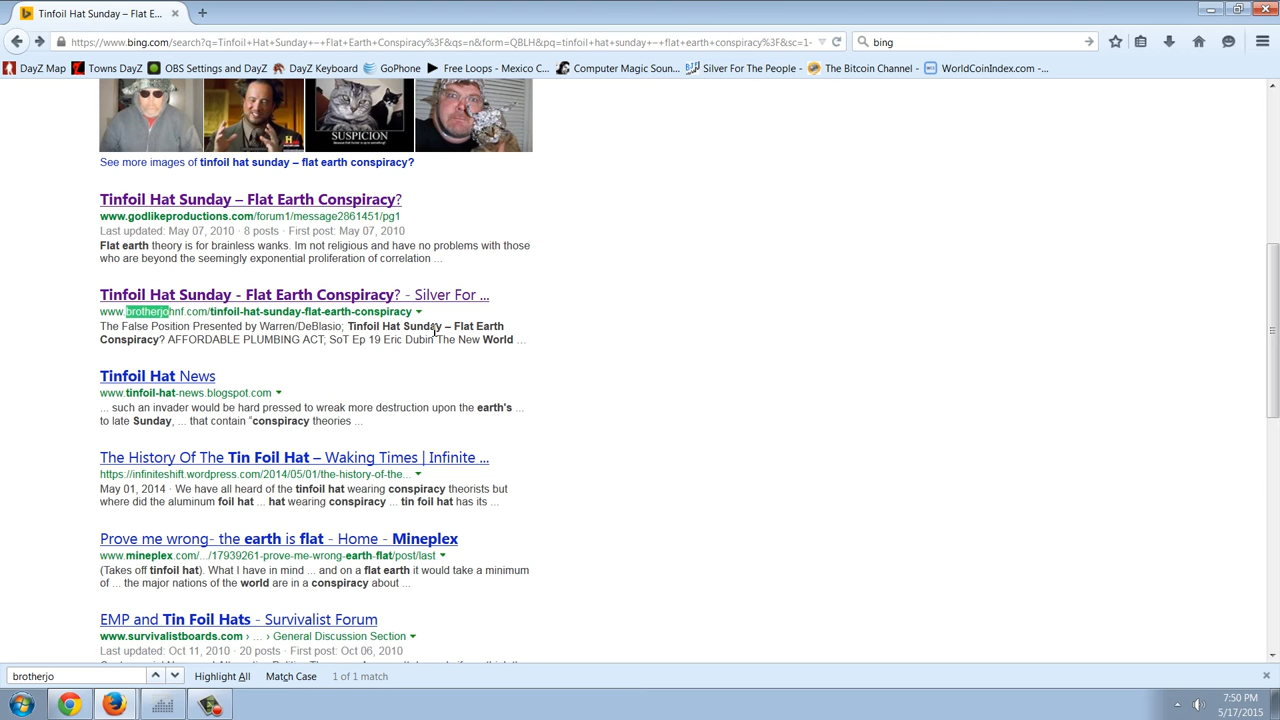 Tinfoil Hat Sunday – Flat E...
https://www.bing.com/search?q=Tinfoil+Hat+Sunday+–+Flat+Earth+Conspiracy%3F&qs=n&form=QBLH&pq=tinfoil+hat+sunday+–+flat+earth+conspiracy%3F&sc=1-
bing
DayZ Map
Towns DayZ
OBS Settings and DayZ
DayZ Keyboard
GoPhone
Free Loops - Mexico C...
Computer Magic Soun...
Silver For The People - ...
The Bitcoin Channel - ...
WorldCoinIndex.com -...
H
SUSPICION
See more images of tinfoil hat sunday – flat earth conspiracy?
Tinfoil Hat Sunday – Flat Earth Conspiracy?
www.godlikeproductions.com/forum1/message2861451/pg1
Last updated: May 07, 2010 · 8 posts · First post: May 07, 2010
Flat earth theory is for brainless wanks. Im not religious and have no problems with those
who are beyond the seemingly exponential proliferation of correlation ...
Tinfoil Hat Sunday - Flat Earth Conspiracy? - Silver For ...
www.brotherjohnf.com/tinfoil-hat-sunday-flat-earth-conspiracy
The False Position Presented by Warren/DeBlasio; Tinfoil Hat Sunday – Flat Earth
Conspiracy? AFFORDABLE PLUMBING ACT; SoT Ep 19 Eric Dubin The New World ...
Tinfoil Hat News
www.tinfoil-hat-news.blogspot.com
... such an invader would be hard pressed to wreak more destruction upon the earth's ...
to late Sunday, ... that contain "conspiracy theories ...
The History Of The Tin Foil Hat – Waking Times | Infinite ...
https://infiniteshift.wordpress.com/2014/05/01/the-history-of-the...
May 01, 2014 · We have all heard of the tinfoil hat wearing conspiracy theorists but
where did the aluminum foil hat ... hat wearing conspiracy ... tin foil hat has its ...
Prove me wrong- the earth is flat - Home - Mineplex
www.mineplex.com/.../17939261-prove-me-wrong-earth-flat/post/last
(Takes off tinfoil hat). What I have in mind ... and on a flat earth it would take a minimum
of ... the major nations of the world are in a conspiracy about ...
EMP and Tin Foil Hats - Survivalist Forum
www.survivalistboards.com › ... › General Discussion Section
Last updated: Oct 11, 2010 · 20 posts · First post: Oct 06, 2010
brotherjo
Highlight All
Match Case
1 of 1 match
7:50 PM
5/17/2015